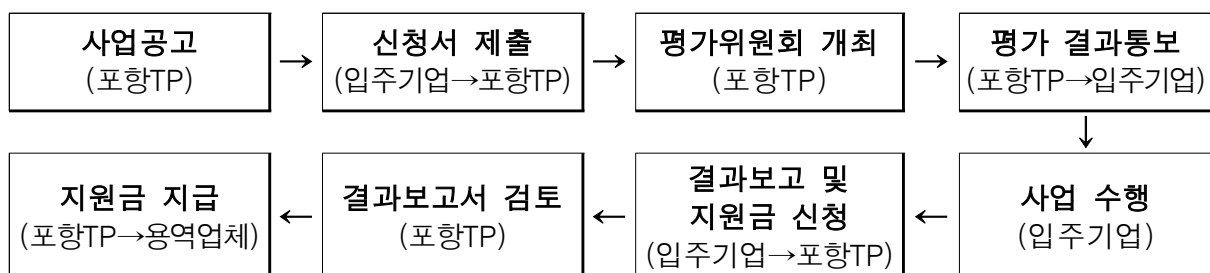 사업공고
(포항TP)
→
신청서 제출
(입주기업→포항TP)
→
평가위원회 개최
(포항TP)
→
평가 결과통보
(포항TP→입주기업)
↓
사업 수행
(입주기업)
←
결과보고 및
지원금 신청
(입주기업→포항TP)
←
결과보고서 검토
(포항TP)
←
지원금 지급
(포항TP→용역업체)